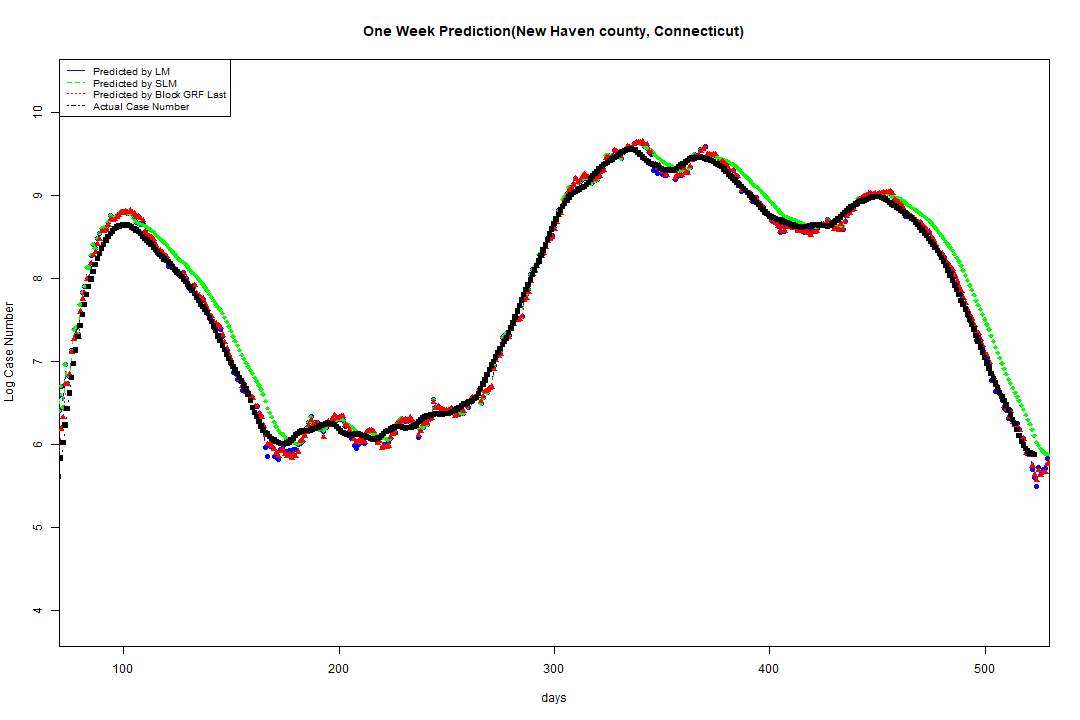 One Week Prediction(New Haven county, Connecticut)
Predicted by LM
Predicted by SLM
Predicted by Block GRF Last
Actual Case Number
10
9
8
7
6
5
4
Log Case Number
100 200 300 400 500
days